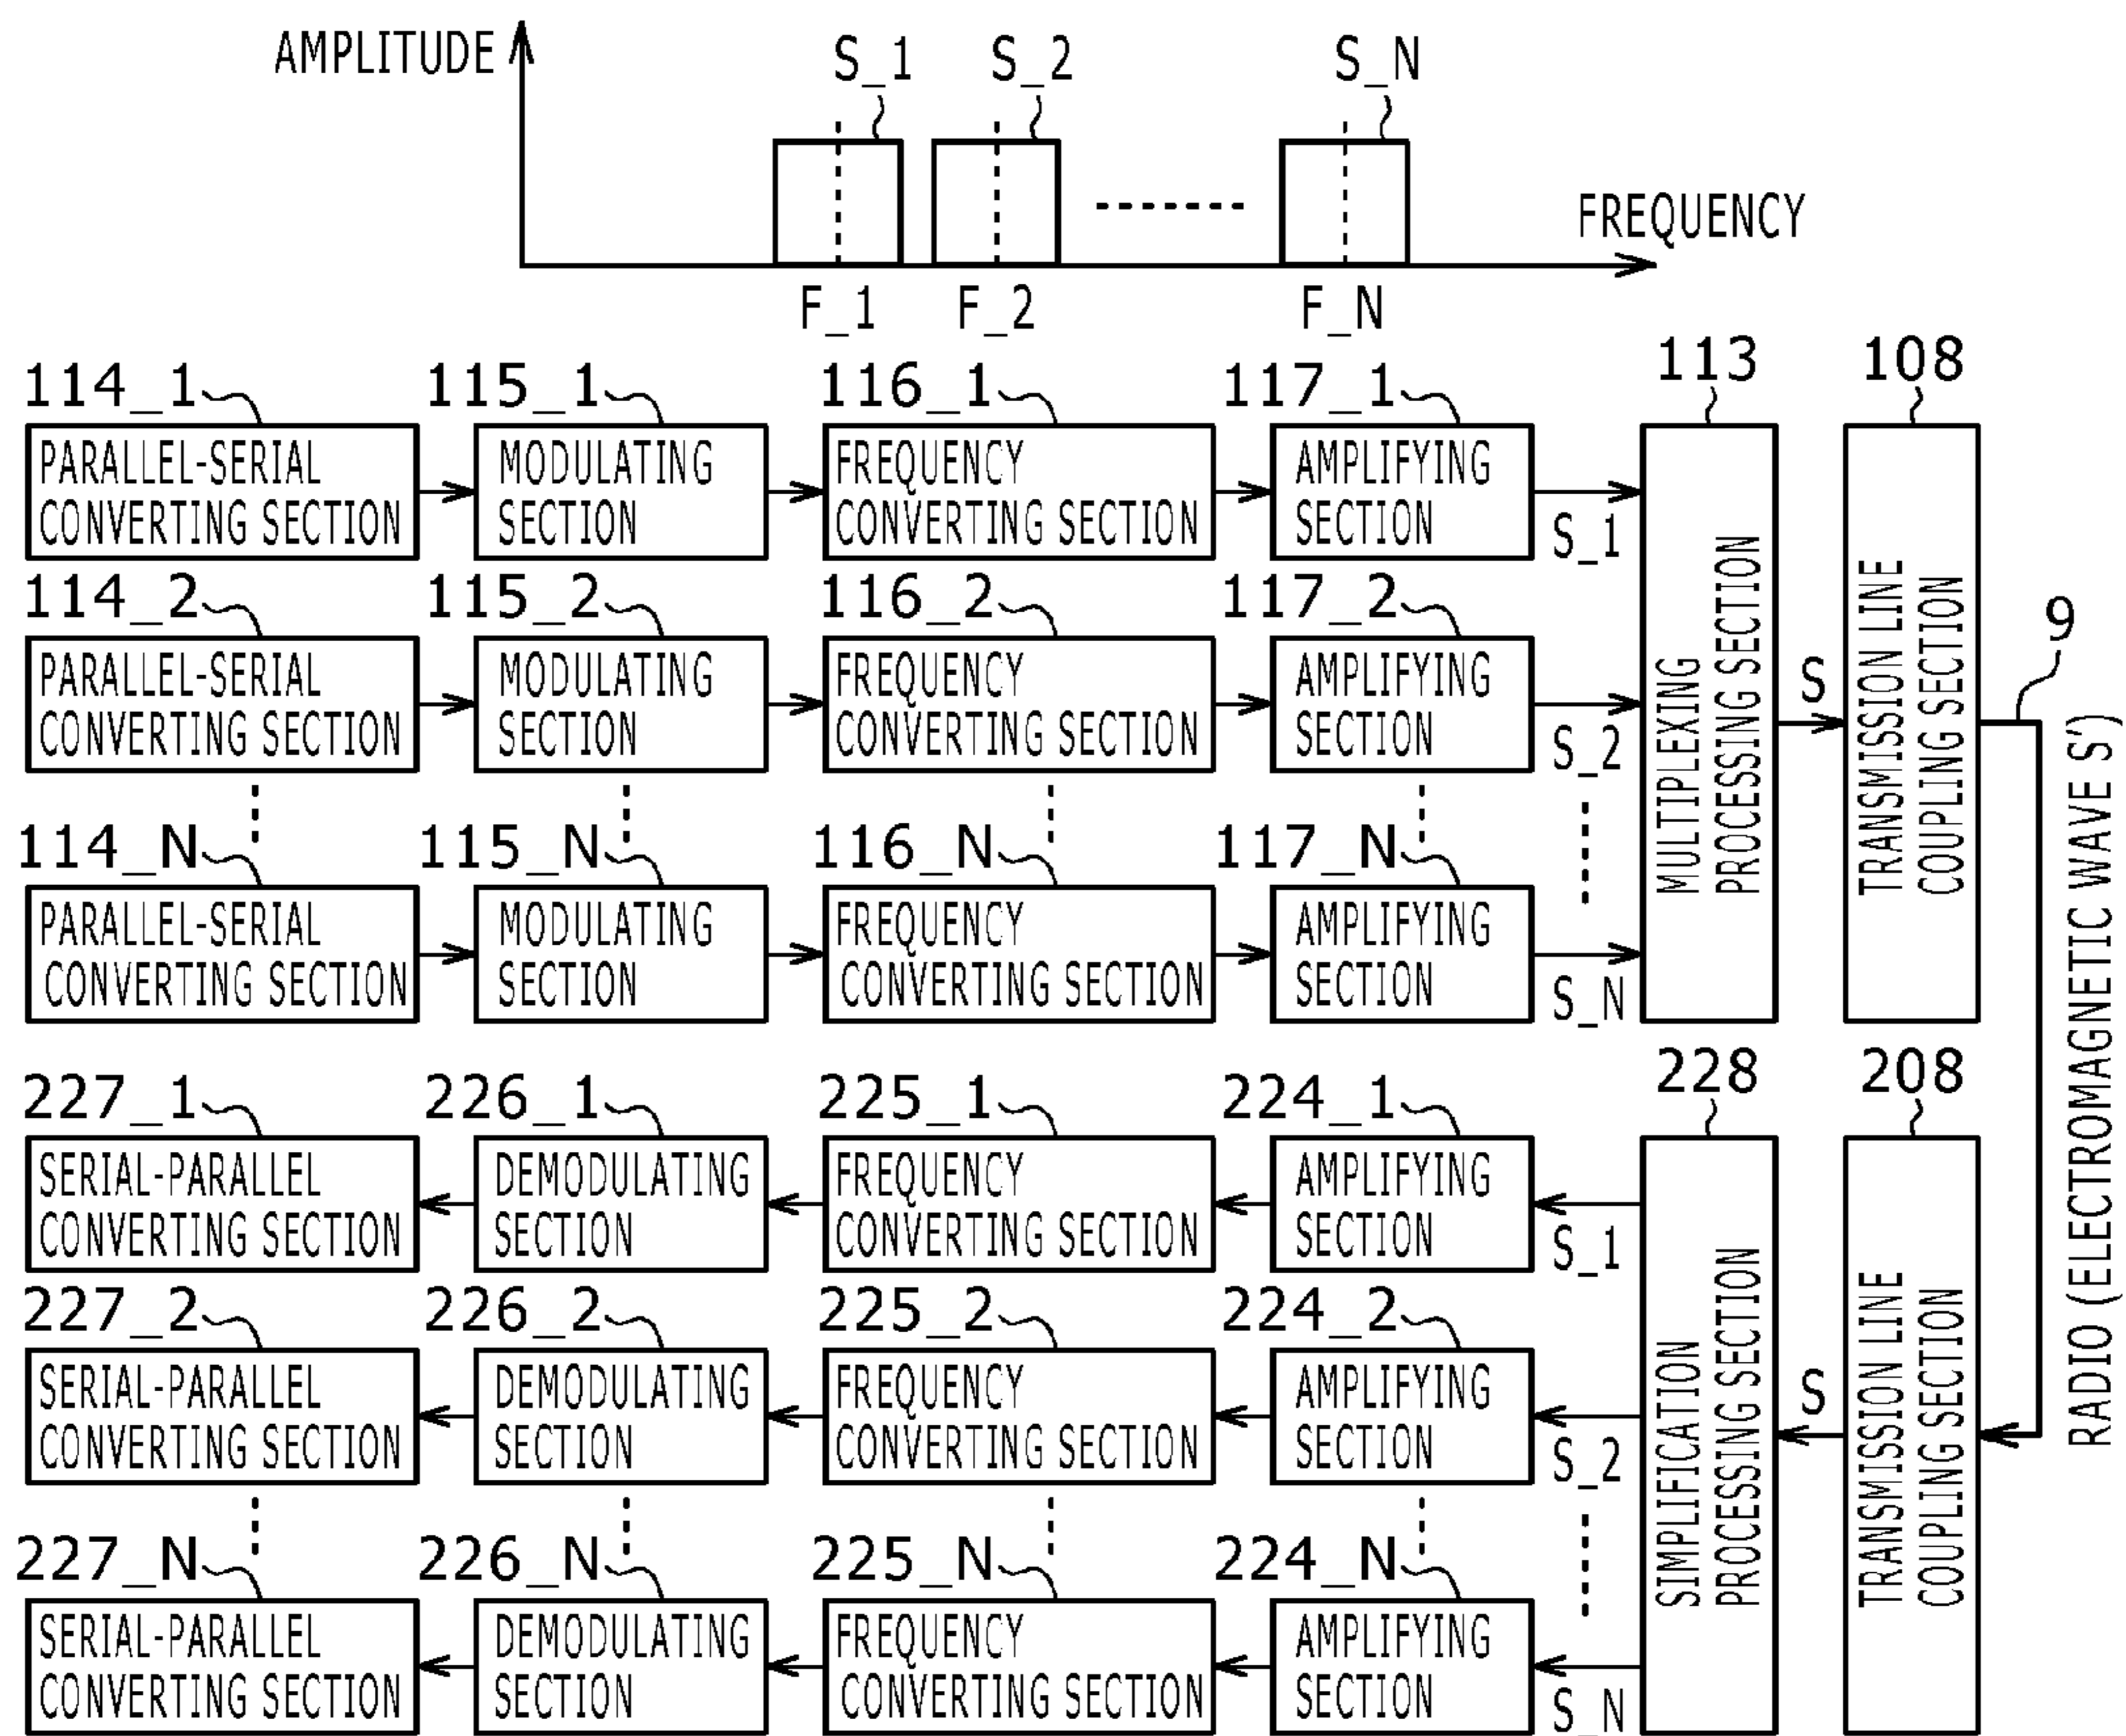 AMPLITUDE
S_1
S_2
S_N
FREQUENCY
F_1
F_2
F_N
114_1
115_1
116_1
117_1
113
108
PARALLEL-SERIAL
CONVERTING SECTION
MODULATING
SECTION
FREQUENCY
CONVERTING SECTION
AMPLIFYING
SECTION
S_1
114_2
115_2
116_2
117_2
PARALLEL-SERIAL
CONVERTING SECTION
MODULATING
SECTION
FREQUENCY
CONVERTING SECTION
AMPLIFYING
SECTION
S_2
114_N
115_N
116_N
117_N
PARALLEL-SERIAL
CONVERTING SECTION
MODULATING
SECTION
FREQUENCY
CONVERTING SECTION
AMPLIFYING
SECTION
S_N
MULTIPLEXING
PROCESSING SECTION
S
TRANSMISSION LINE
COUPLING SECTION
9
RADIO (ELECTROMAGNETIC WAVE S')
227_1
226_1
225_1
224_1
228
208
SERIAL-PARALLEL
CONVERTING SECTION
DEMODULATING
SECTION
FREQUENCY
CONVERTING SECTION
AMPLIFYING
SECTION
S_1
227_2
226_2
225_2
224_2
SERIAL-PARALLEL
CONVERTING SECTION
DEMODULATING
SECTION
FREQUENCY
CONVERTING SECTION
AMPLIFYING
SECTION
S_2
227_N
226_N
225_N
224_N
SERIAL-PARALLEL
CONVERTING SECTION
DEMODULATING
SECTION
FREQUENCY
CONVERTING SECTION
AMPLIFYING
SECTION
S_N
SIMPLIFICATION
PROCESSING SECTION
S
TRANSMISSION LINE
COUPLING SECTION